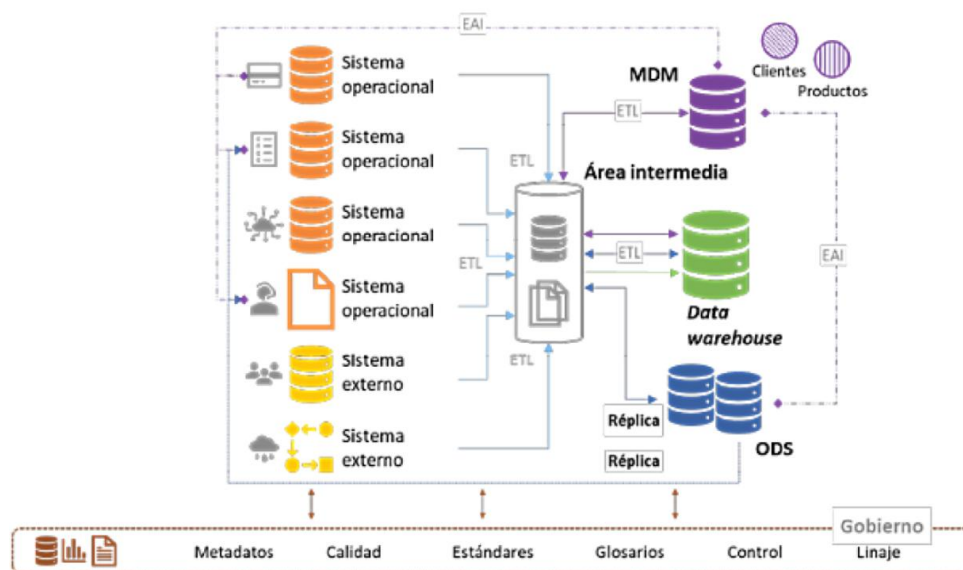 EAI
Sistema
operacional
MDM
Clientes
Productos
ETL
Sistema
operacional
ETL
Área intermedia
Sistema
operacional
ETL
ETL
EAI
Sistema
operacional
Data
warehouse
SIstema
externo
ETL
Réplica
Sistema
externo
Réplica
ODS
Gobierno
Metadatos Calidad Estándares Glosarios Control Linaje